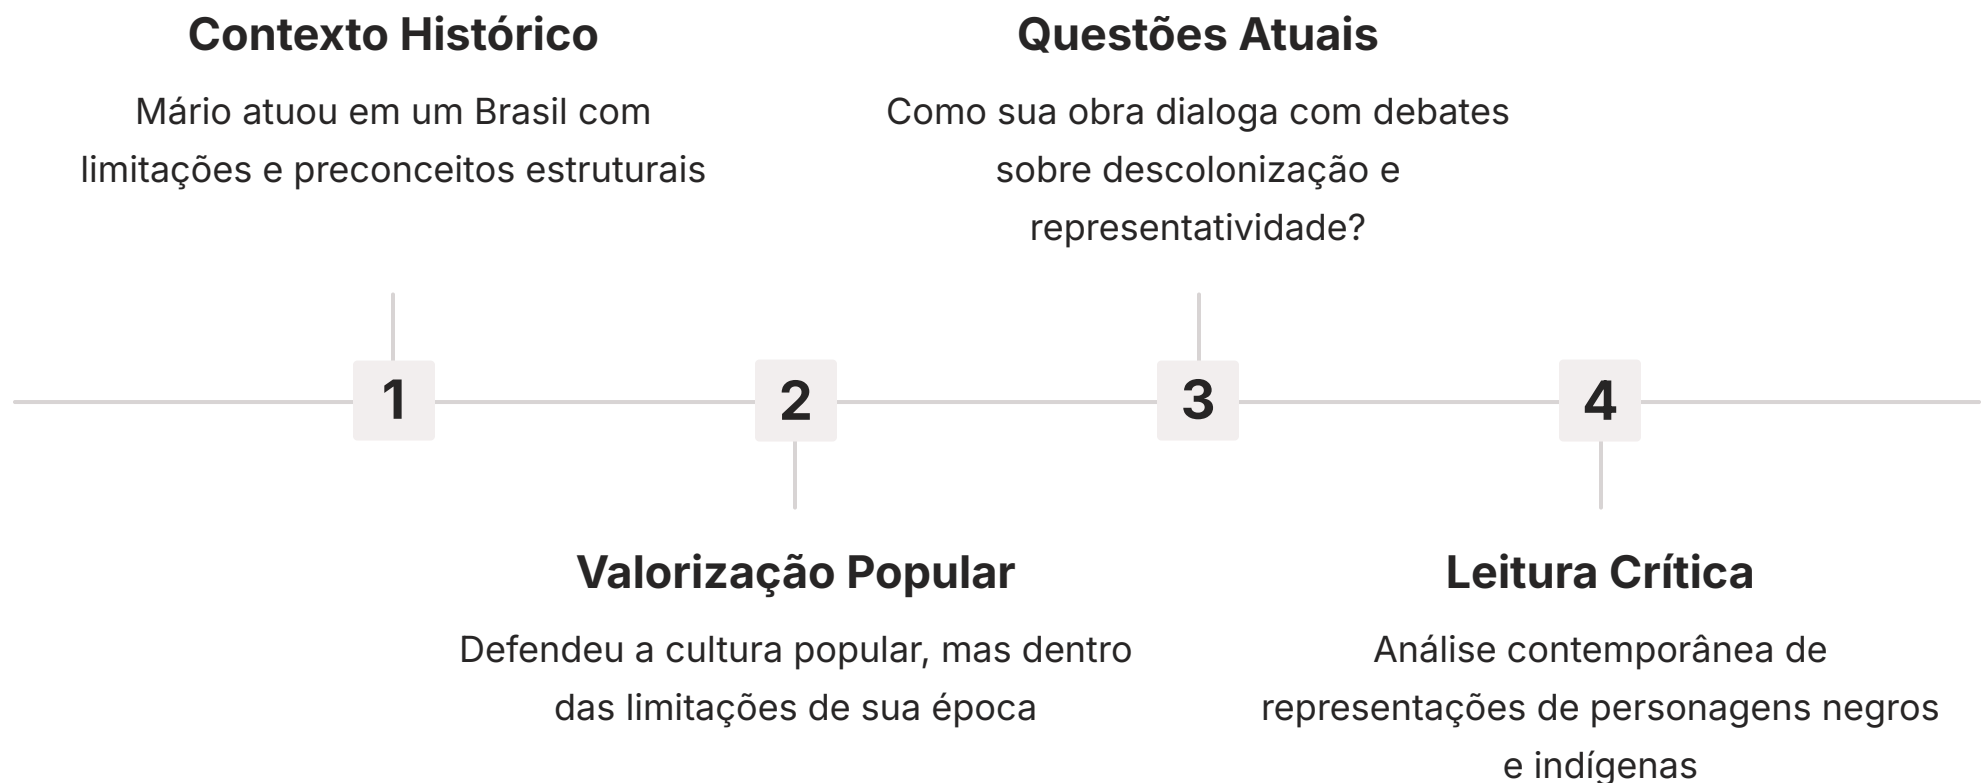 Contexto Histórico
Mário atuou em um Brasil com
limitações e preconceitos estruturais
Questões Atuais
Como sua obra dialoga com debates
sobre descolonização e
representatividade?
1
2
3
4
Valorização Popular
Defendeu a cultura popular, mas dentro
das limitações de sua época
Leitura Crítica
Análise contemporânea de
representações de personagens negros
e indígenas